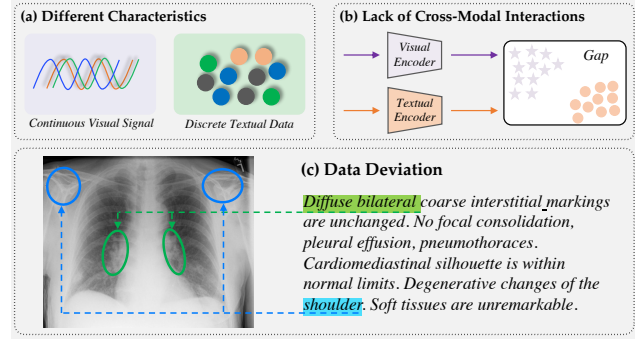 (a) Different Characteristics
Continuous Visual Signal
Discrete Textual Data
(b) Lack of Cross-Modal Interactions
Visual
Encoder
Textual
Encoder
Gap
(c) Data Deviation
Diffuse bilateral coarse interstitial markings
are unchanged. No focal consolidation,
pleural effusion, pneumothoraces.
Cardiomediastinal silhouette is within
normal limits. Degenerative changes of the
shoulder. Soft tissues are unremarkable.